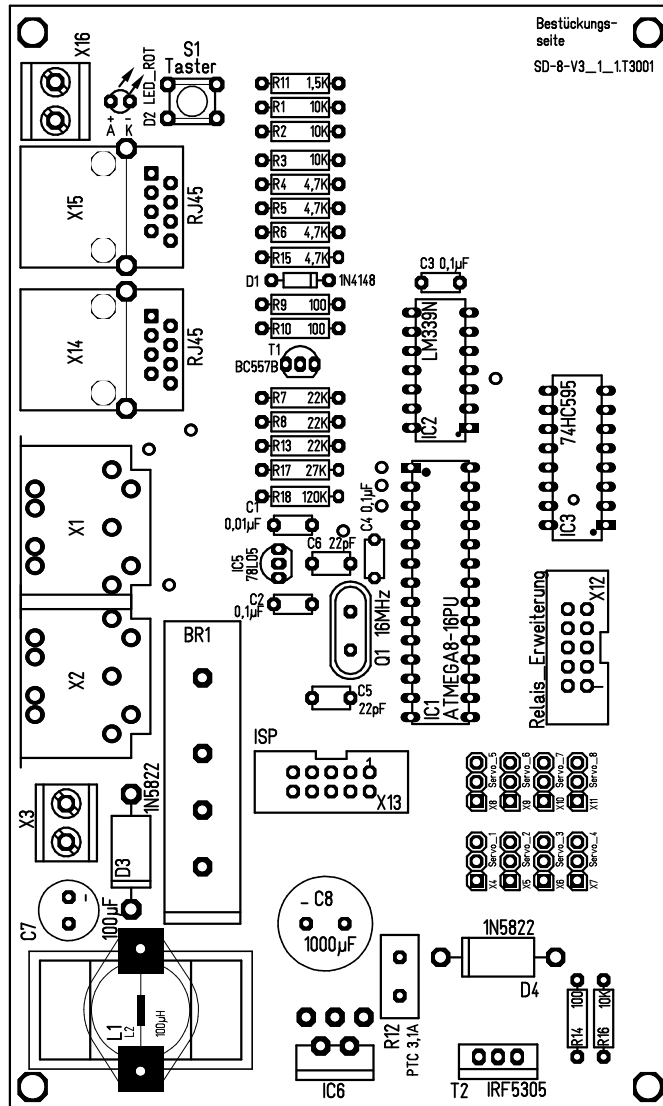 Bestückungs-
seite
SD-8-V3_1_1.T3001
X16
LED_ROT
D2
+
A
-
K
S1
Taster
R11 1,5K
R1 10K
R2 10K
R3 10K
R4 4,7K
R5 4,7K
R6 4,7K
R15 4,7K
D1 1N4148
R9 100
R10 100
T1
BC557B
R7 22K
R8 22K
R13 22K
R17 27K
R18 120K
X15
RJ45
X14
RJ45
C3 0,1µF
LM339N
IC2
74HC595
IC3
X1
C1
0,01µF
C4 0,1µF
IC5
78L05
C6 22pF
C2
0,1µF
Q1 16MHz
ATMEGA8-16PU
IC1
Relais_Erweiterung
X12
X2
BR1
C5
22pF
ISP
1
X13
X3
1N5822
D3
Servo_5
X8
Servo_6
X9
Servo_7
X10
Servo_8
X11
Servo_1
X4
Servo_2
X5
Servo_3
X6
Servo_4
X7
C7
-
100µF
- C8
1000µF
1N5822
D4
L1
L2
100µH
R12
PTC 3,1A
IC6
T2
IRF5305
R14 100
R16 10K